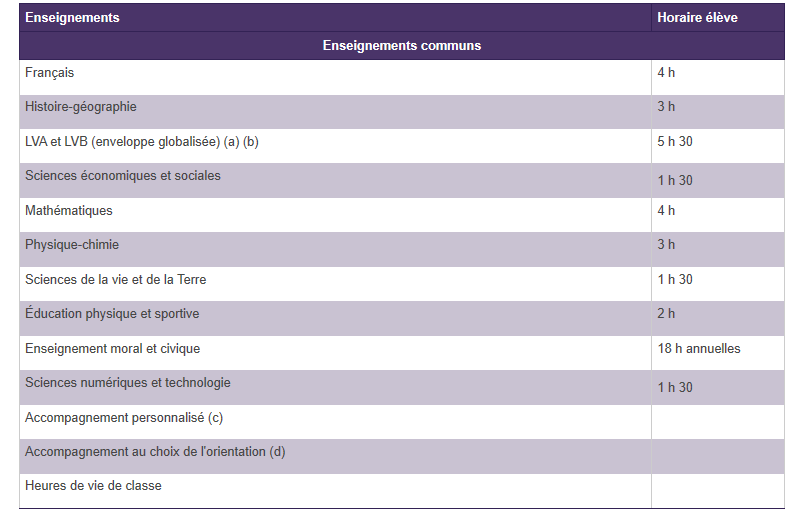 Enseignements Horaire élève
Enseignements communs
Français 4 h
Histoire-géographie 3 h
LVA et LVB (enveloppe globalisée) (a) (b) 5 h 30
Sciences économiques et sociales 1 h 30
Mathématiques 4 h
Physique-chimie 3 h
Sciences de la vie et de la Terre 1 h 30
Éducation physique et sportive 2 h
Enseignement moral et civique 18 h annuelles
Sciences numériques et technologie 1 h 30
Accompagnement personnalisé (c)
Accompagnement au choix de l'orientation (d)
Heures de vie de classe